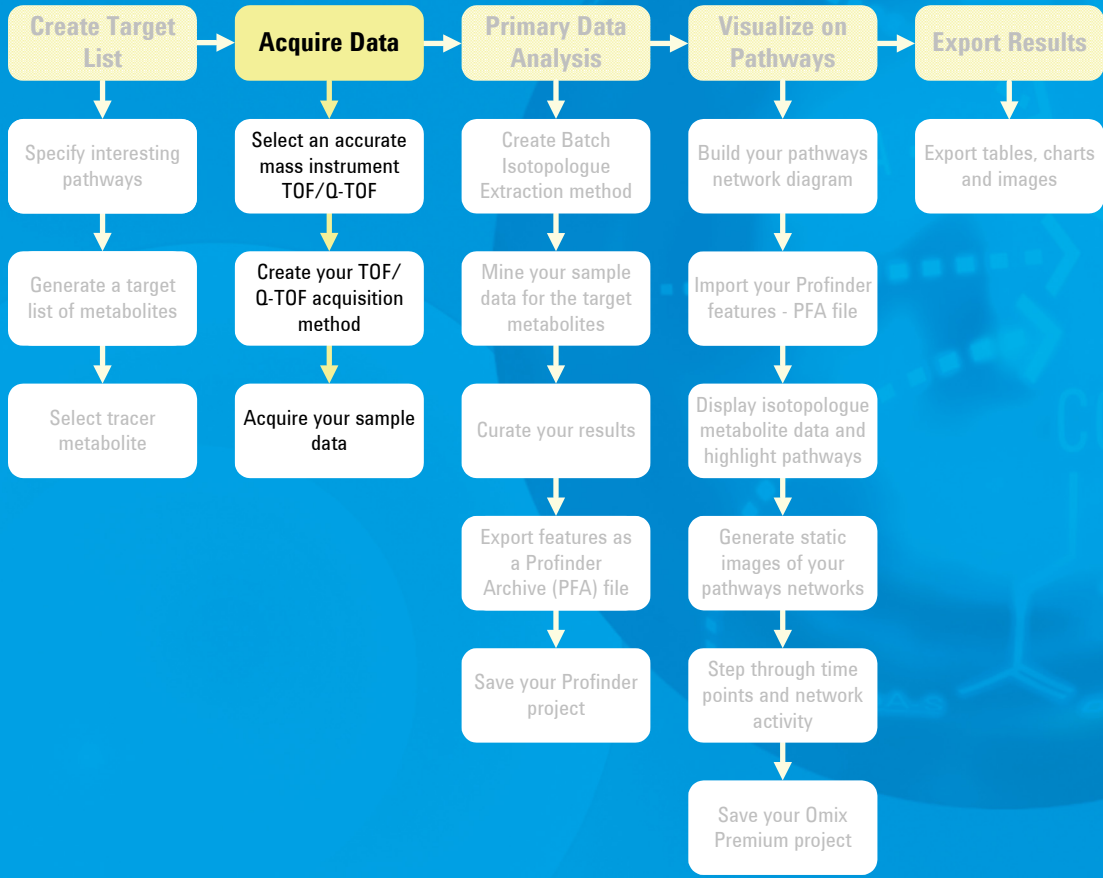 Create Target
List
Acquire Data
Primary Data
Analysis
Visualize on
Pathways
Export Results
Specify interesting
pathways
Generate a target
list of metabolites
Select tracer
metabolite
Select an accurate
mass instrument
TOF/Q-TOF
Create your TOF/
Q-TOF acquisition
method
Acquire your sample
data
Create Batch
Isotopologue
Extraction method
Mine your sample
data for the target
metabolites
Curate your results
Export features as
a Profinder
Archive (PFA) file
Save your Profinder
project
Build your pathways
network diagram
Import your Profinder
features - PFA file
Display isotopologue
metabolite data and
highlight pathways
Generate static
images of your
pathways networks
Step through time
points and network
activity
Save your Omix
Premium project
Export tables, charts
and images